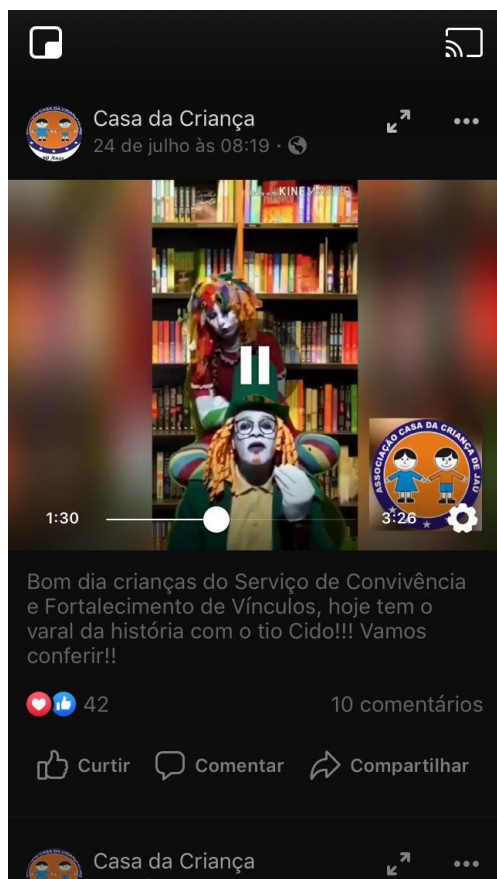 Casa da Criança
24 de julho às 08:19
Made with KINEMASTER
ASSOCIAÇÃO CASA DA CRIANÇA DE JAÚ
1:30
3:26
Bom dia crianças do Serviço de Convivência
e Fortalecimento de Vínculos, hoje tem o
varal da história com o tio Cido!!! Vamos
conferir!!
42
10 comentários
Curtir
Comentar
Compartilhar
Casa da Criança